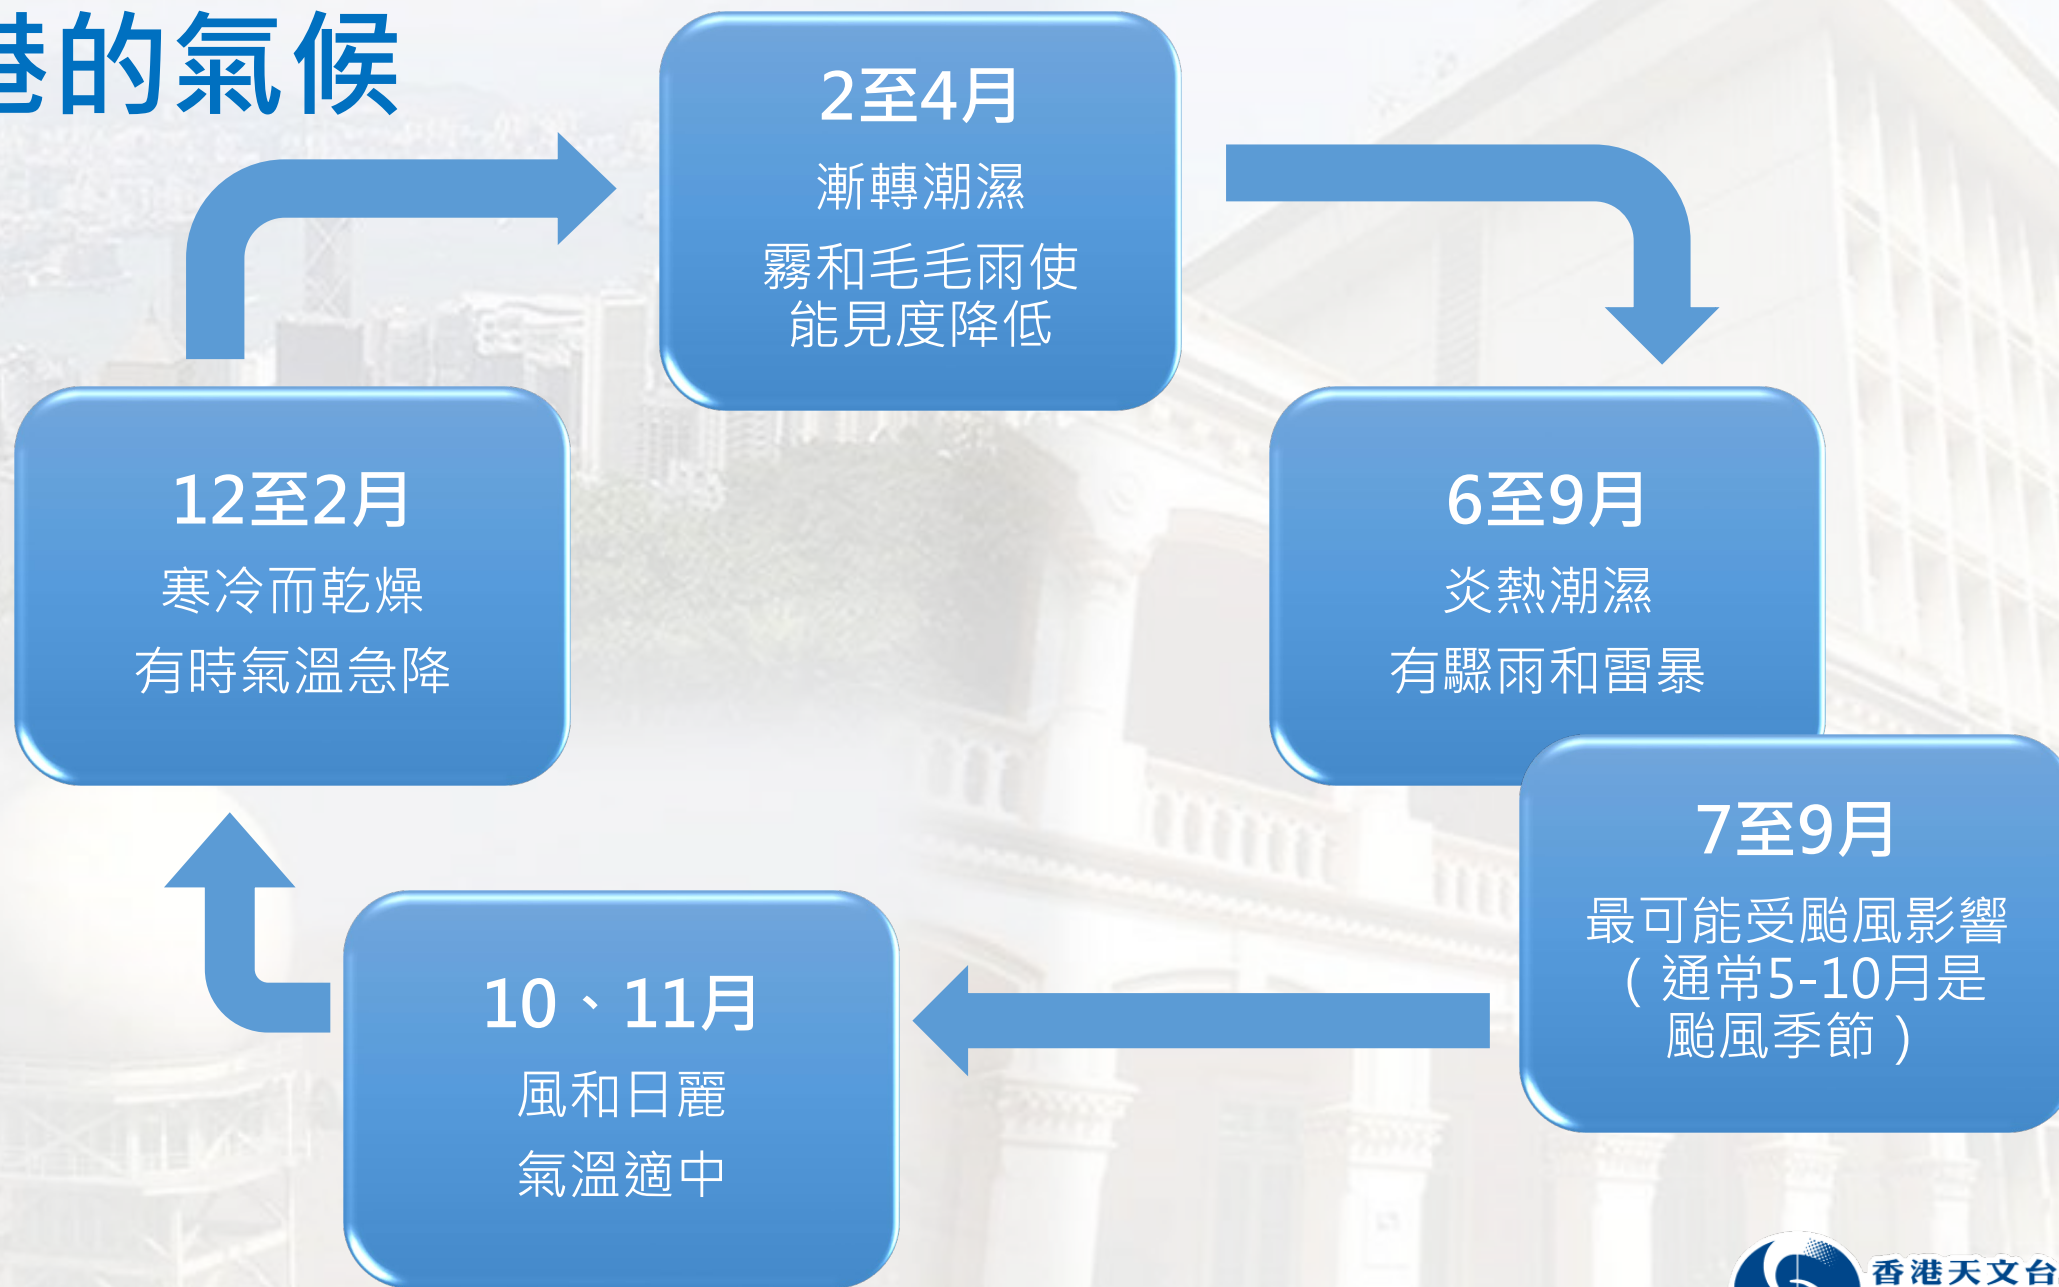 港的氣候
2至4月
漸轉潮濕
霧和毛毛雨使
能見度降低
12至2月
寒冷而乾燥
有時氣溫急降
6至9月
炎熱潮濕
有驟雨和雷暴
7至9月
最可能受颱風影響
（通常5-10月是
颱風季節）
10、11月
風和日麗
氣溫適中
香港天文台